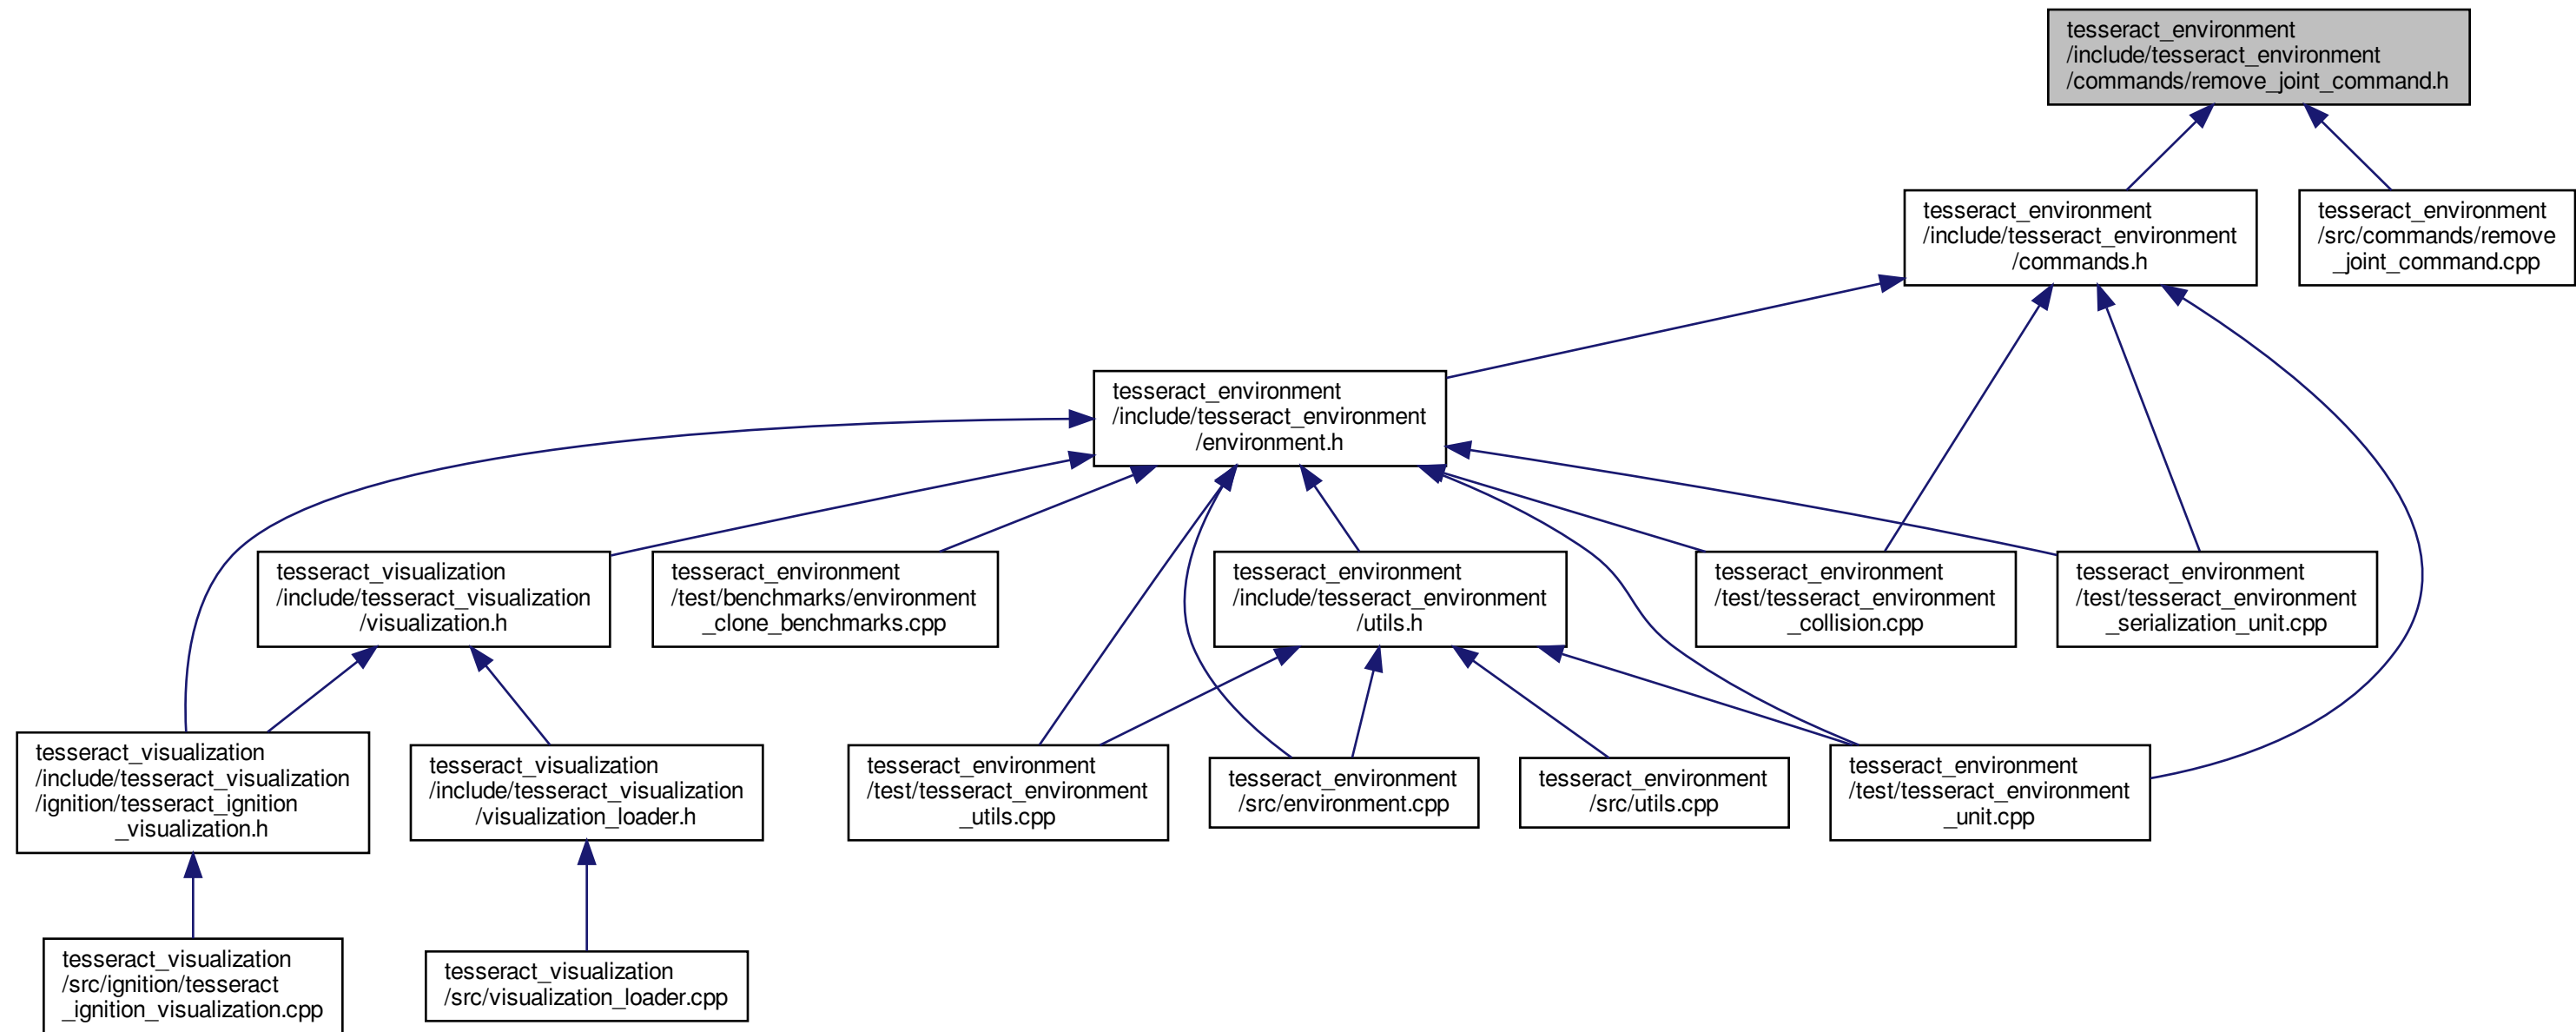 tesseract_environment
/include/tesseract_environment
/commands/remove_joint_command.h
tesseract_environment
/include/tesseract_environment
/commands.h
tesseract_environment
/src/commands/remove
_joint_command.cpp
tesseract_environment
/include/tesseract_environment
/environment.h
tesseract_visualization
/include/tesseract_visualization
/visualization.h
tesseract_environment
/test/benchmarks/environment
_clone_benchmarks.cpp
tesseract_environment
/include/tesseract_environment
/utils.h
tesseract_environment
/test/tesseract_environment
_collision.cpp
tesseract_environment
/test/tesseract_environment
_serialization_unit.cpp
tesseract_visualization
/include/tesseract_visualization
/ignition/tesseract_ignition
_visualization.h
tesseract_visualization
/include/tesseract_visualization
/visualization_loader.h
tesseract_environment
/test/tesseract_environment
_utils.cpp
tesseract_environment
/src/environment.cpp
tesseract_environment
/src/utils.cpp
tesseract_environment
/test/tesseract_environment
_unit.cpp
tesseract_visualization
/src/ignition/tesseract
_ignition_visualization.cpp
tesseract_visualization
/src/visualization_loader.cpp